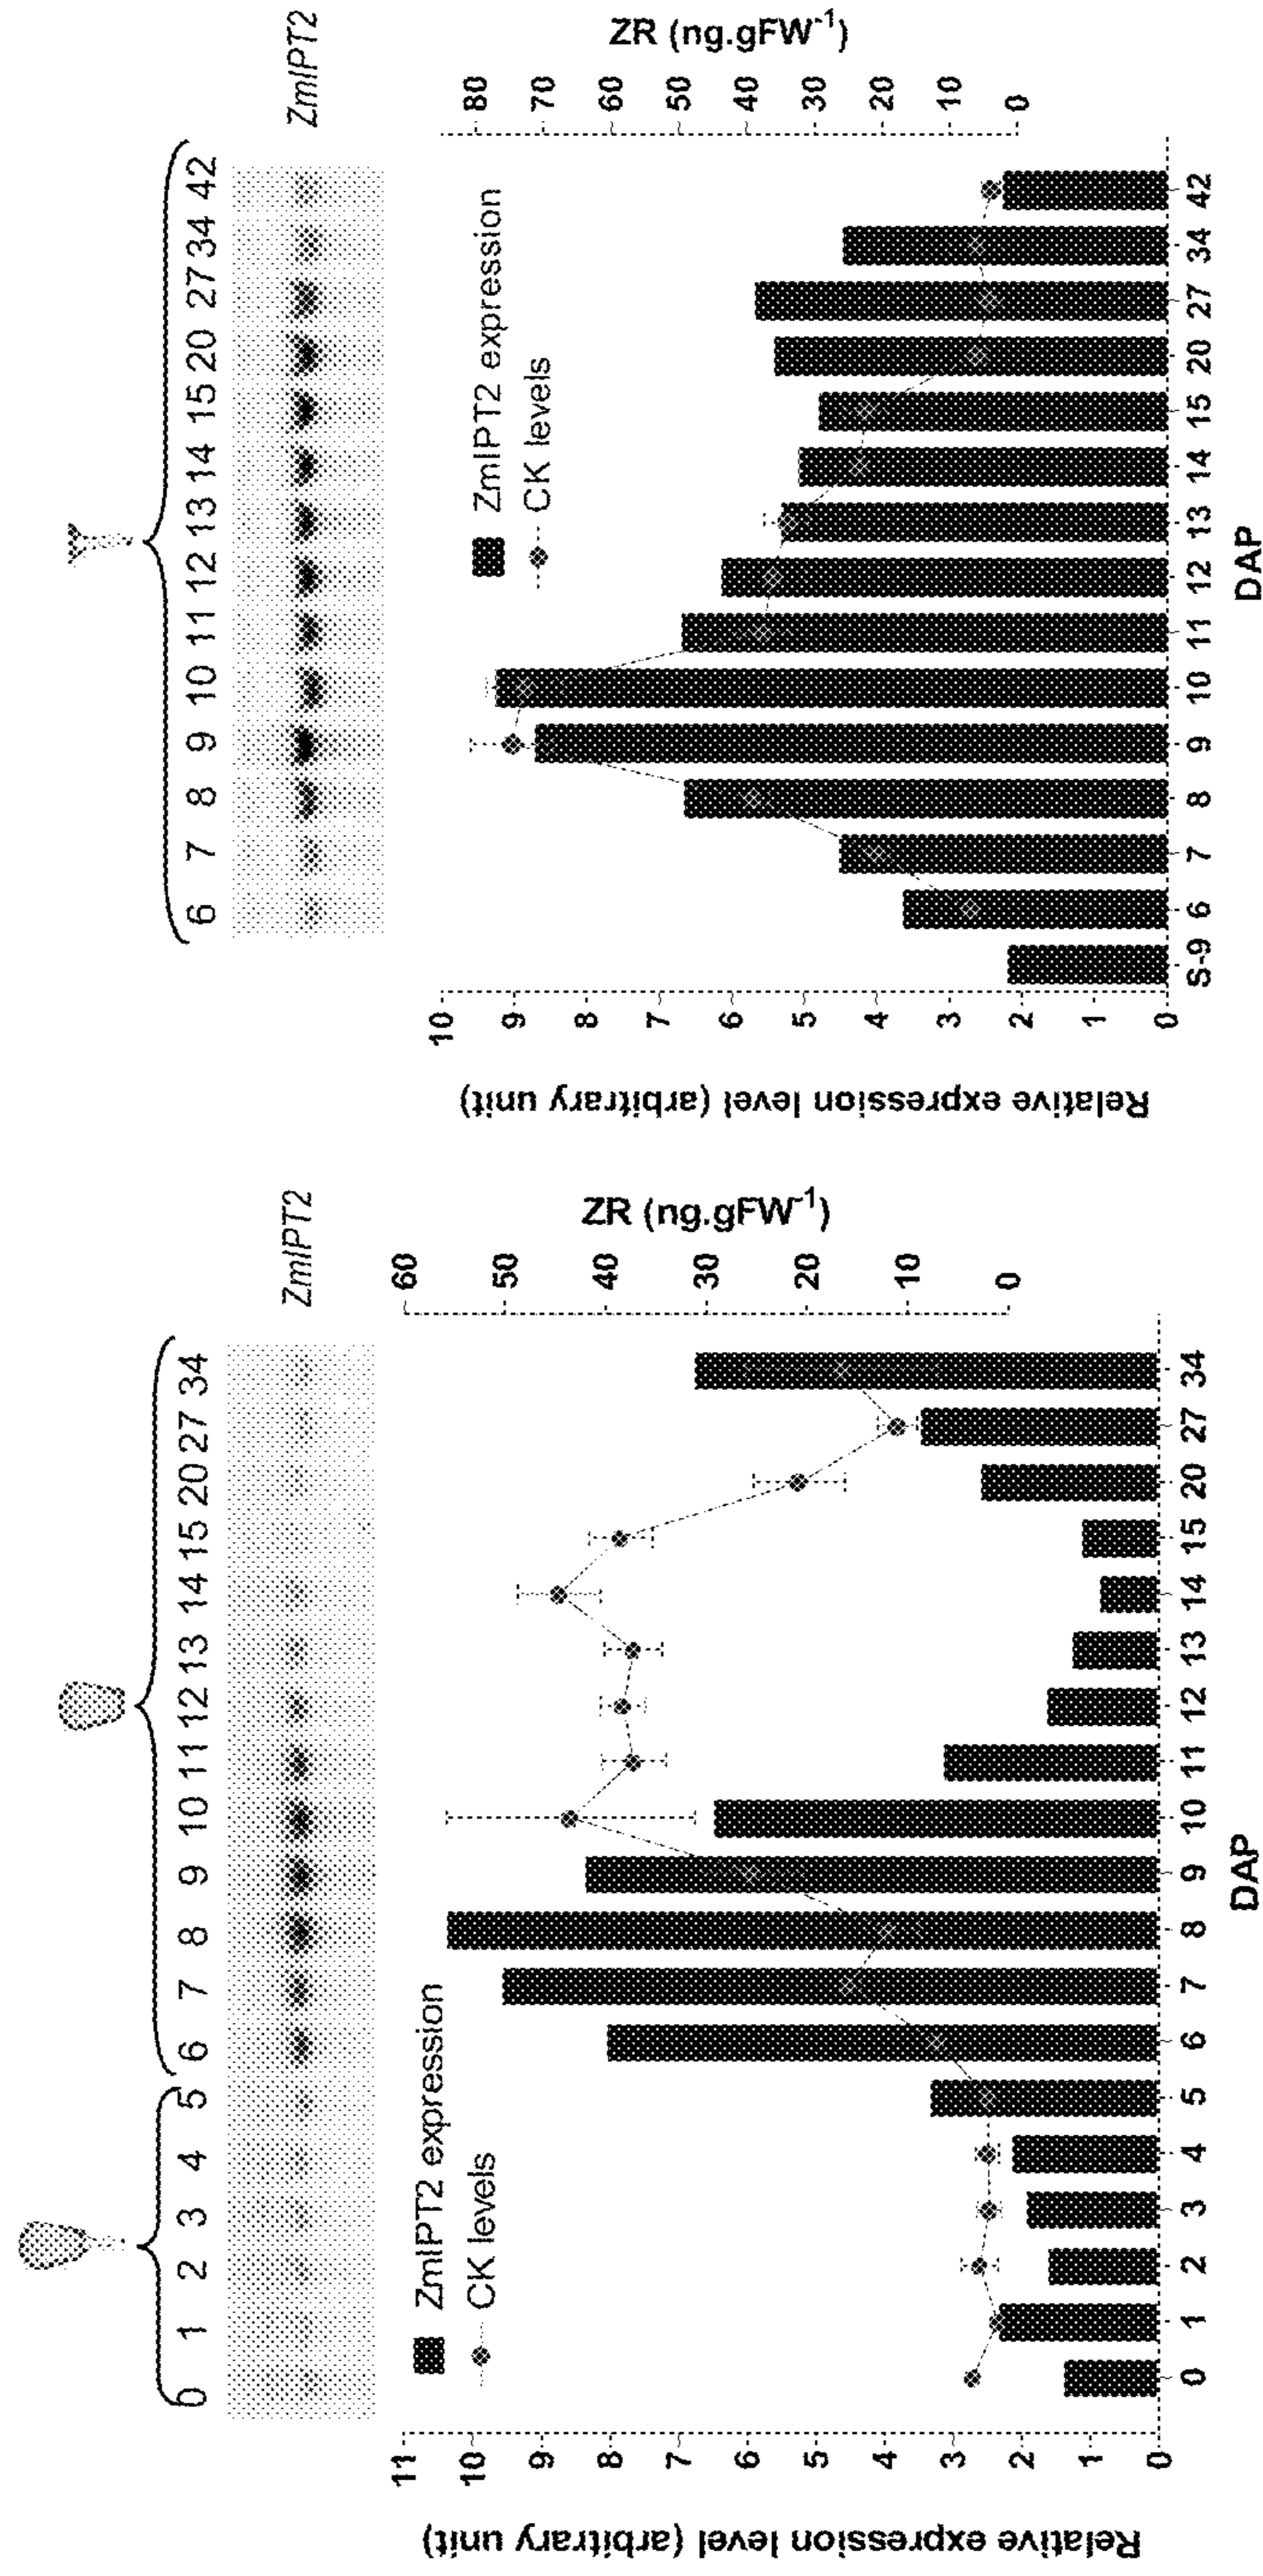 0 1 2 3 4 5 6 7 8 9 10 11 12 13 14 15 20 27 34
ZmIPT2
ZmIPT2 expression
CK levels
Relative expression level (arbitrary unit)
11
10
9
8
7
6
5
4
3
2
1
0
ZR (ng.gFW-1)
60
50
40
30
20
10
0
0 1 2 3 4 5 6 7 8 9 10 11 12 13 14 15 20 27 34
DAP
6 7 8 9 10 11 12 13 14 15 20 27 34 42
ZmIPT2
ZmIPT2 expression
CK levels
Relative expression level (arbitrary unit)
10
9
8
7
6
5
4
3
2
1
0
ZR (ng.gFW-1)
80
70
60
50
40
30
20
10
0
S-9 6 7 8 9 10 11 12 13 14 15 20 27 34 42
DAP